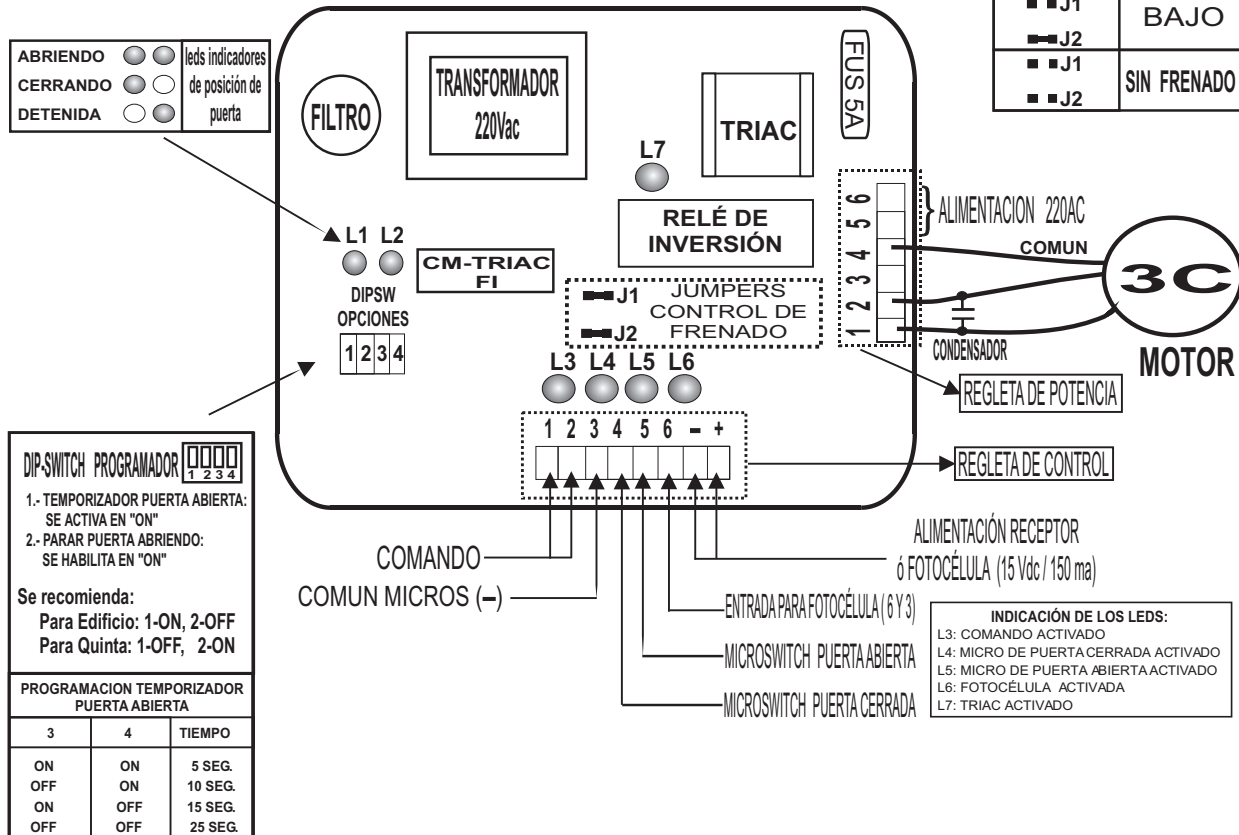 J1
BAJO
J2
J1
SIN FRENADO
J2
ABRIENDO
CERRANDO
DETENIDA
leds indicadores
de posición de
puerta
FILTRO
TRANSFORMADOR
220Vac
TRIAC
FUS 5A
L7
RELÉ DE
INVERSIÓN
L1 L2
CM-TRIAC
FI
DIPSW
OPCIONES
1 2 3 4
J1
J2
JUMPERS
CONTROL DE
FRENADO
L3 L4 L5 L6
1 2 3 4 5 6 – +
6
5
4
3
2
1
} ALIMENTACION 220AC
COMUN
3C
MOTOR
CONDENSADOR
REGLETA DE POTENCIA
REGLETA DE CONTROL
COMANDO
COMUN MICROS (–)
ALIMENTACIÓN RECEPTOR
ó FOTOCÉLULA (15 Vdc / 150 ma)
ENTRADA PARA FOTOCÉLULA ( 6 Y 3)
MICROSWITCH PUERTA ABIERTA
MICROSWITCH PUERTA CERRADA
INDICACIÓN DE LOS LEDS:
L3: COMANDO ACTIVADO
L4: MICRO DE PUERTA CERRADA ACTIVADO
L5: MICRO DE PUERTA ABIERTA ACTIVADO
L6: FOTOCÉLULA ACTIVADA
L7: TRIAC ACTIVADO
DIP-SWITCH PROGRAMADOR
1 2 3 4
1.- TEMPORIZADOR PUERTA ABIERTA:
SE ACTIVA EN "ON"
2.- PARAR PUERTA ABRIENDO:
SE HABILITA EN "ON"
Se recomienda:
Para Edificio: 1-ON, 2-OFF
Para Quinta: 1-OFF, 2-ON
PROGRAMACION TEMPORIZADOR
PUERTA ABIERTA
3 4 TIEMPO
ON ON 5 SEG.
OFF ON 10 SEG.
ON OFF 15 SEG.
OFF OFF 25 SEG.